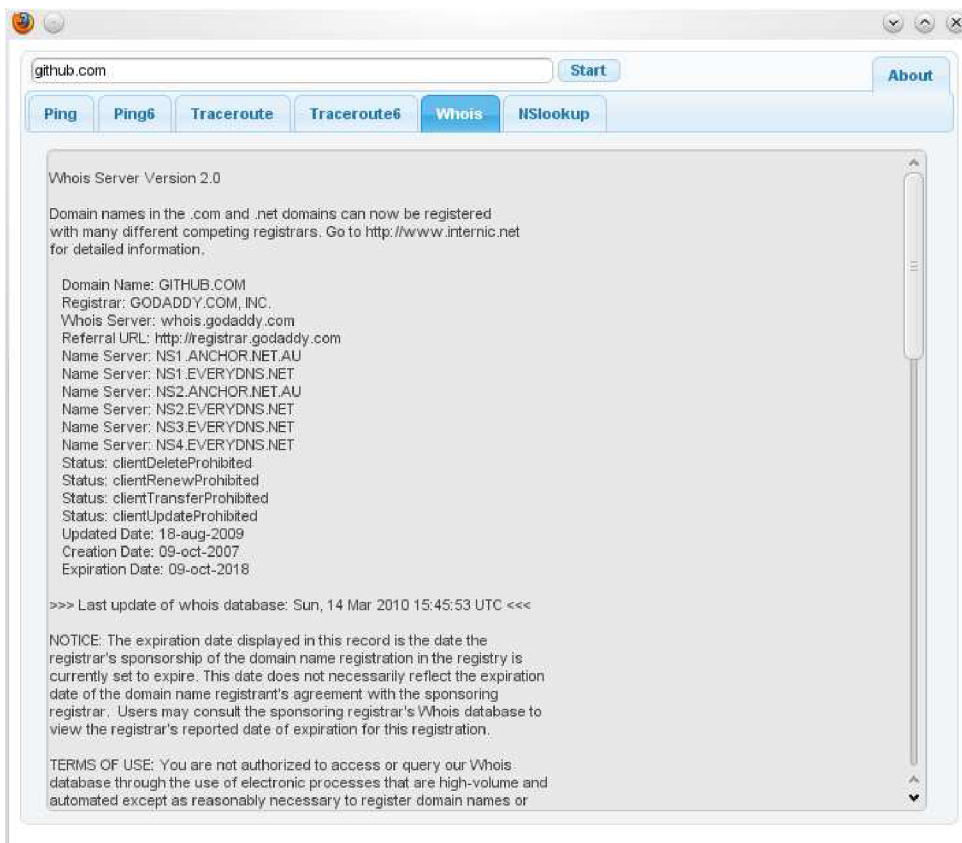 github.com
Start
About
Ping
Ping6
Traceroute
Traceroute6
Whois
NSlookup
Whois Server Version 2.0
Domain names in the .com and .net domains can now be registered
with many different competing registrars. Go to http://www.internic.net
for detailed information.
Domain Name: GITHUB.COM
Registrar: GODADDY.COM, INC.
Whois Server: whois.godaddy.com
Referral URL: http://registrar.godaddy.com
Name Server: NS1.ANCHOR.NET.AU
Name Server: NS1.EVERYDNS.NET
Name Server: NS2.ANCHOR.NET.AU
Name Server: NS2.EVERYDNS.NET
Name Server: NS3.EVERYDNS.NET
Name Server: NS4.EVERYDNS.NET
Status: clientDeleteProhibited
Status: clientRenewProhibited
Status: clientTransferProhibited
Status: clientUpdateProhibited
Updated Date: 18-aug-2009
Creation Date: 09-oct-2007
Expiration Date: 09-oct-2018
>>> Last update of whois database: Sun, 14 Mar 2010 15:45:53 UTC <<<
NOTICE: The expiration date displayed in this record is the date the
registrar's sponsorship of the domain name registration in the registry is
currently set to expire. This date does not necessarily reflect the expiration
date of the domain name registrant's agreement with the sponsoring
registrar. Users may consult the sponsoring registrar's Whois database to
view the registrar's reported date of expiration for this registration.
TERMS OF USE: You are not authorized to access or query our Whois
database through the use of electronic processes that are high-volume and
automated except as reasonably necessary to register domain names or